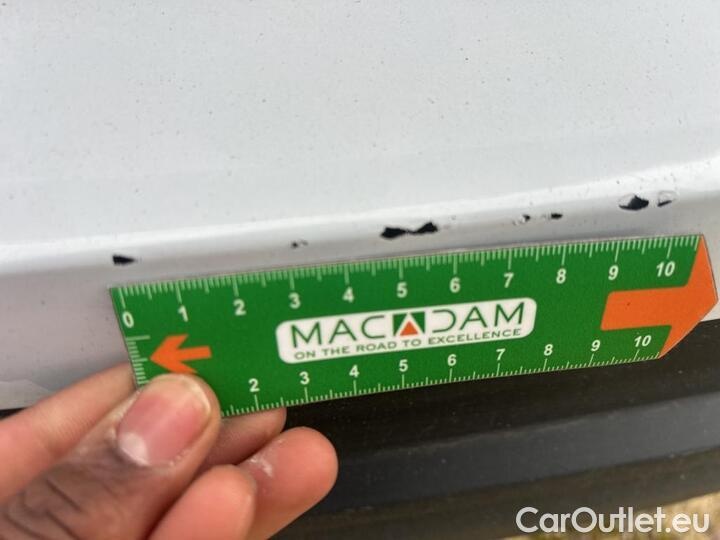 0 1 2 3 4 5 6 7 8 9 10
MACADAM
ON THE ROAD TO EXCELLENCE
2 3 4 5 6 7 8 9 10
CarOutlet.eu